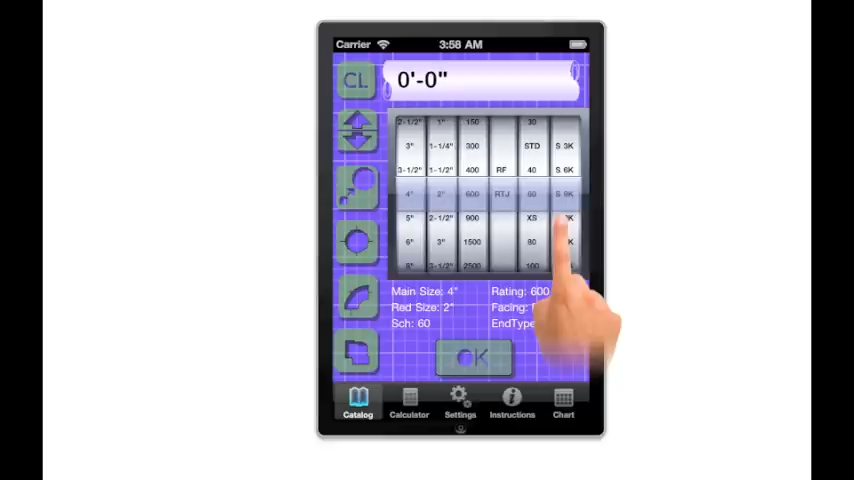 Carrier 3:58 AM
CL 0'-0"
2-1/2" 1" 150 30
3" 1-1/4" 300 STD S 3K
3-1/2" 1-1/2" 400 RF 40 S 6K
4" 2" 600 RTJ 60 S 9K
5" 2-1/2" 900 XS
6" 3" 1500 80
8" 3-1/2" 2500 100
Main Size: 4" Rating: 600
Red Size: 2" Facing:
Sch: 60 EndType
OK
Catalog Calculator Settings Instructions Chart